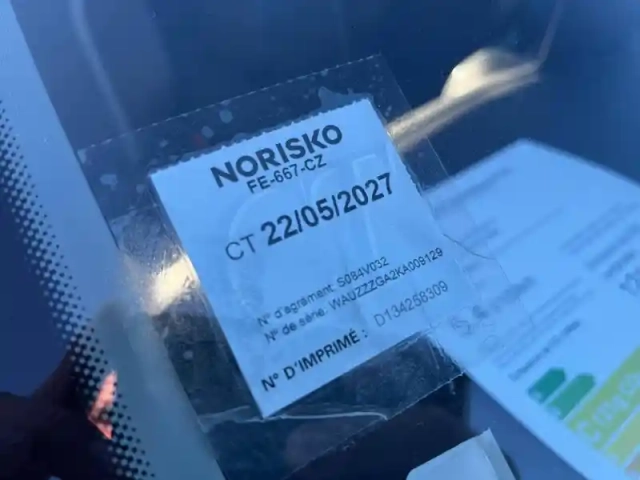 NORISKO
FE-667-CZ
CT 22/05/2027
N° d'agrément. S084V032
N° de série. WAUZZZGA2KA009129
N° D'IMPRIMÉ : D134258309